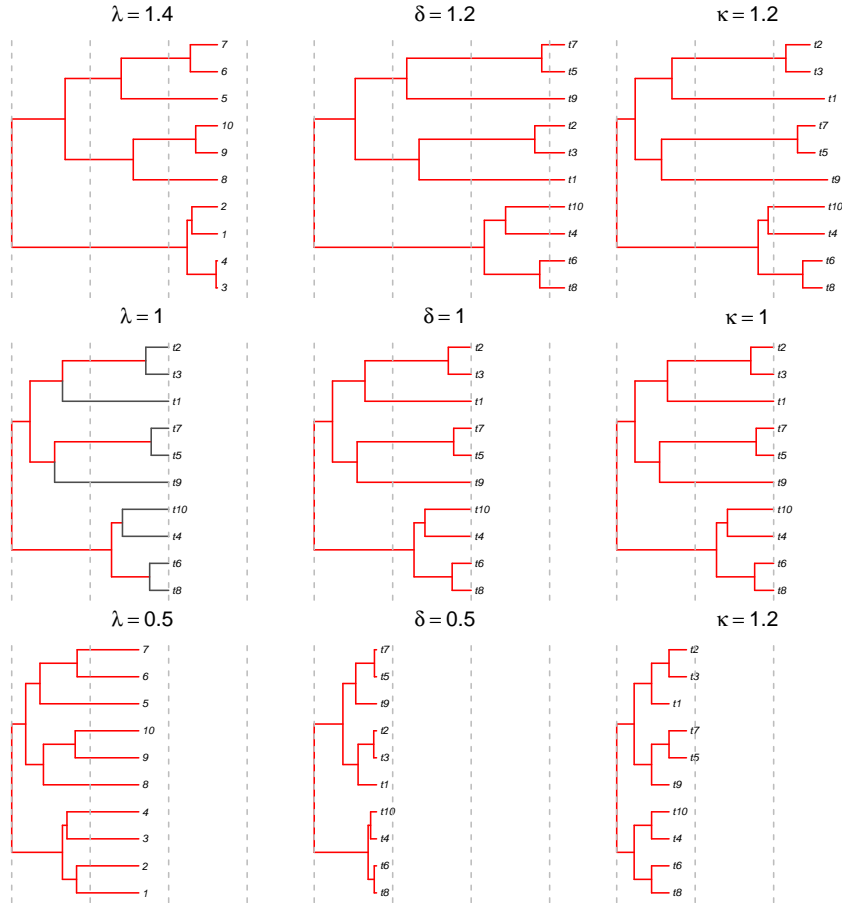 λ = 1.4
7
6
5
10
9
8
2
1
4
3
δ = 1.2
t7
t5
t9
t2
t3
t1
t10
t4
t6
t8
κ = 1.2
t2
t3
t1
t7
t5
t9
t10
t4
t6
t8
λ = 1
t2
t3
t1
t7
t5
t9
t10
t4
t6
t8
δ = 1
t2
t3
t1
t7
t5
t9
t10
t4
t6
t8
κ = 1
t2
t3
t1
t7
t5
t9
t10
t4
t6
t8
λ = 0.5
7
6
5
10
9
8
4
3
2
1
δ = 0.5
t7
t5
t9
t2
t3
t1
t10
t4
t6
t8
κ = 1.2
t2
t3
t1
t7
t5
t9
t10
t4
t6
t8